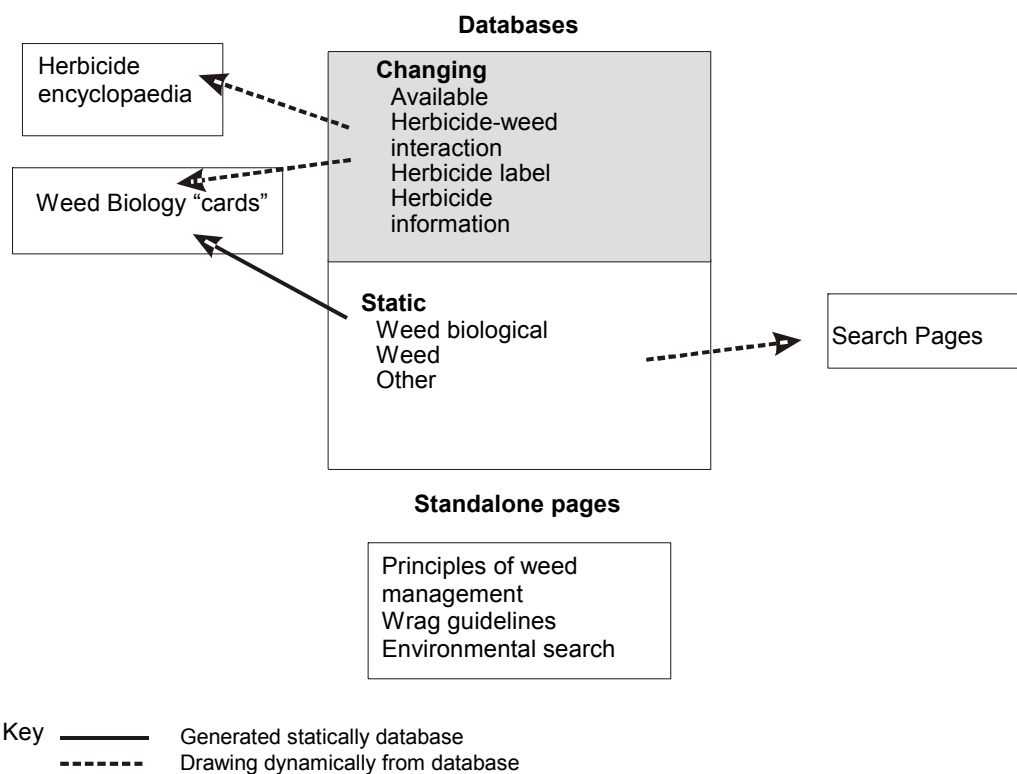 Databases
Herbicide
encyclopaedia
Weed Biology “cards”
Changing
Available
Herbicide-weed
interaction
Herbicide label
Herbicide
information
Static
Weed biological
Weed
Other
Search Pages
Standalone pages
Principles of weed
management
Wrag guidelines
Environmental search
Key
Generated statically database
Drawing dynamically from database